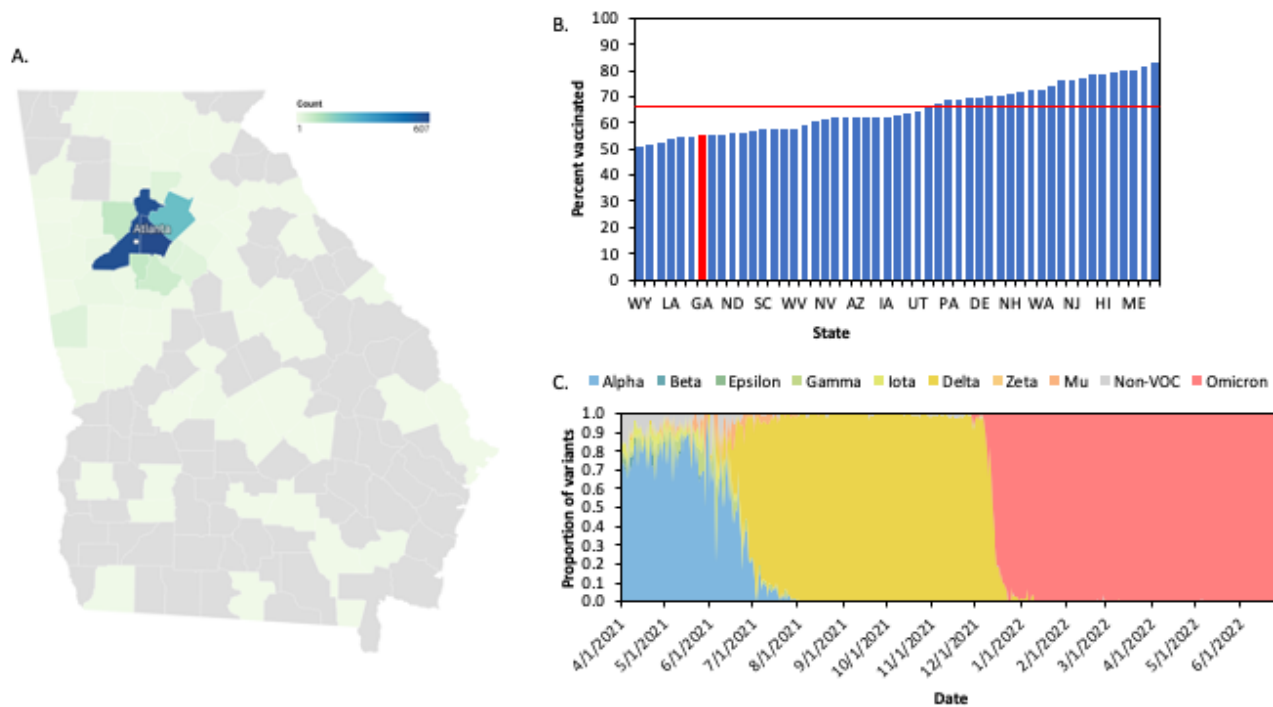 A.
Count
1 607
Atlanta
B.
Percent vaccinated
100
90
80
70
60
50
40
30
20
10
0
WY LA GA ND SC WV NV AZ IA UT PA DE NH WA NJ HI ME
State
C.
Alpha Beta Epsilon Gamma Iota Delta Zeta Mu Non-VOC Omicron
Proportion of variants
1.0
0.9
0.8
0.7
0.6
0.5
0.4
0.3
0.2
0.1
0.0
4/1/2021 5/1/2021 6/1/2021 7/1/2021 8/1/2021 9/1/2021 10/1/2021 11/1/2021 12/1/2021 1/1/2022 2/1/2022 3/1/2022 4/1/2022 5/1/2022 6/1/2022
Date